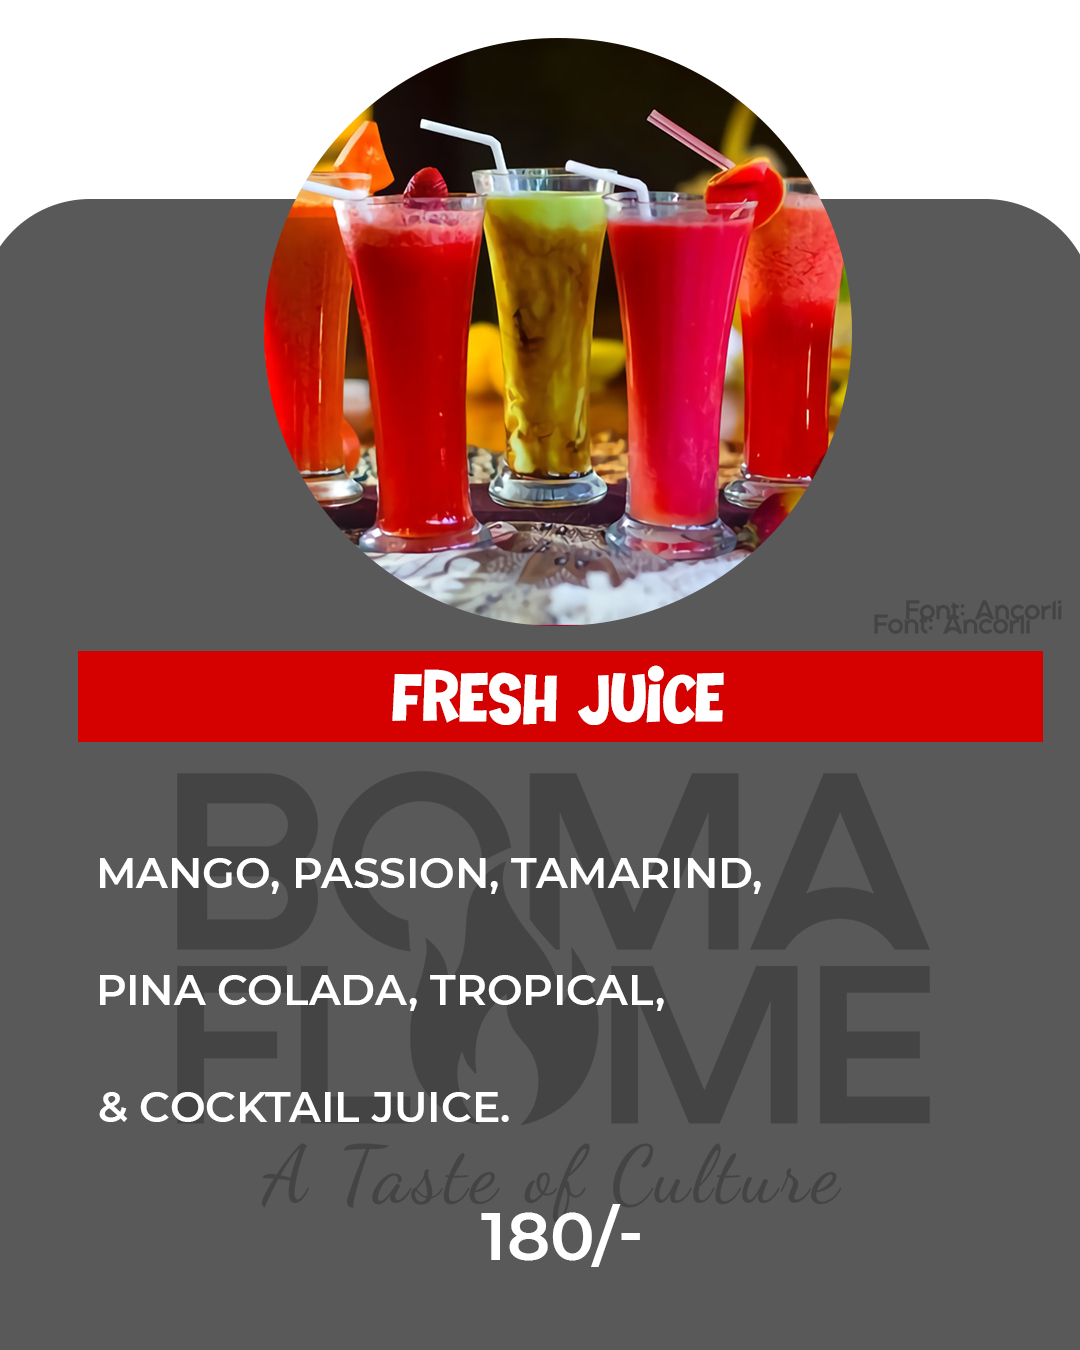 Font: Ancorli
Font: Ancorli
FRESH JUiCE
BOMA
MANGO, PASSION, TAMARIND,
PINA COLADA, TROPICAL,
FLAME
& COCKTAIL JUICE.
A Taste of Culture
180/-